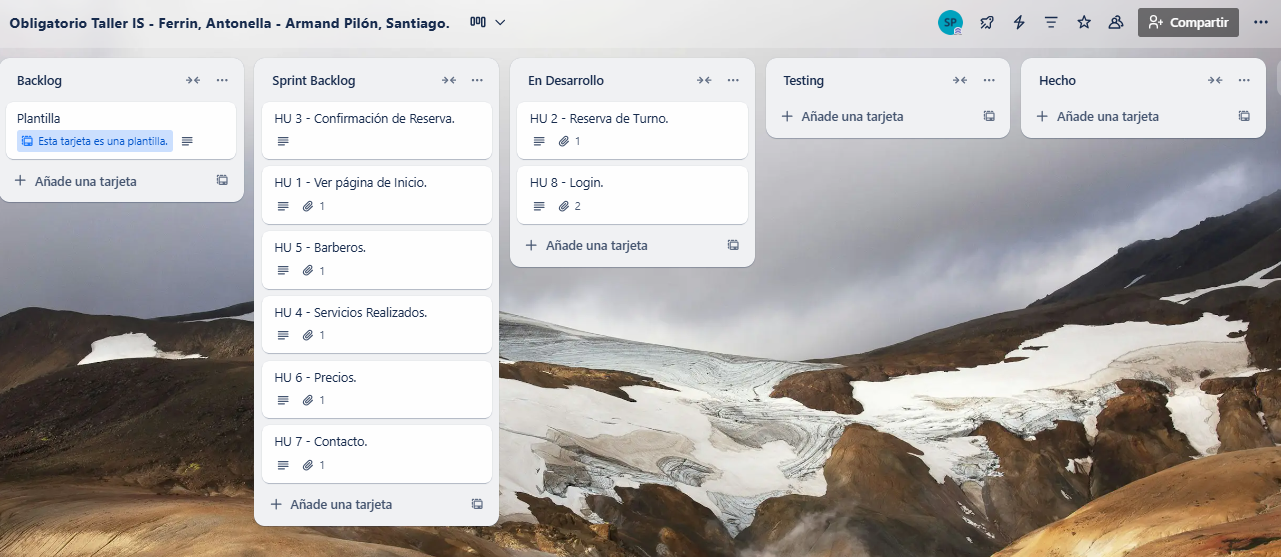 Obligatorio Taller IS - Ferrin, Antonella - Armand Pilón, Santiago.
SP
Compartir
Backlog
Plantilla
Esta tarjeta es una plantilla.
Añade una tarjeta
Sprint Backlog
HU 3 - Confirmación de Reserva.
HU 1 - Ver página de Inicio.
1
HU 5 - Barberos.
1
HU 4 - Servicios Realizados.
1
HU 6 - Precios.
1
HU 7 - Contacto.
1
Añade una tarjeta
En Desarrollo
HU 2 - Reserva de Turno.
1
HU 8 - Login.
2
Añade una tarjeta
Testing
Añade una tarjeta
Hecho
Añade una tarjeta